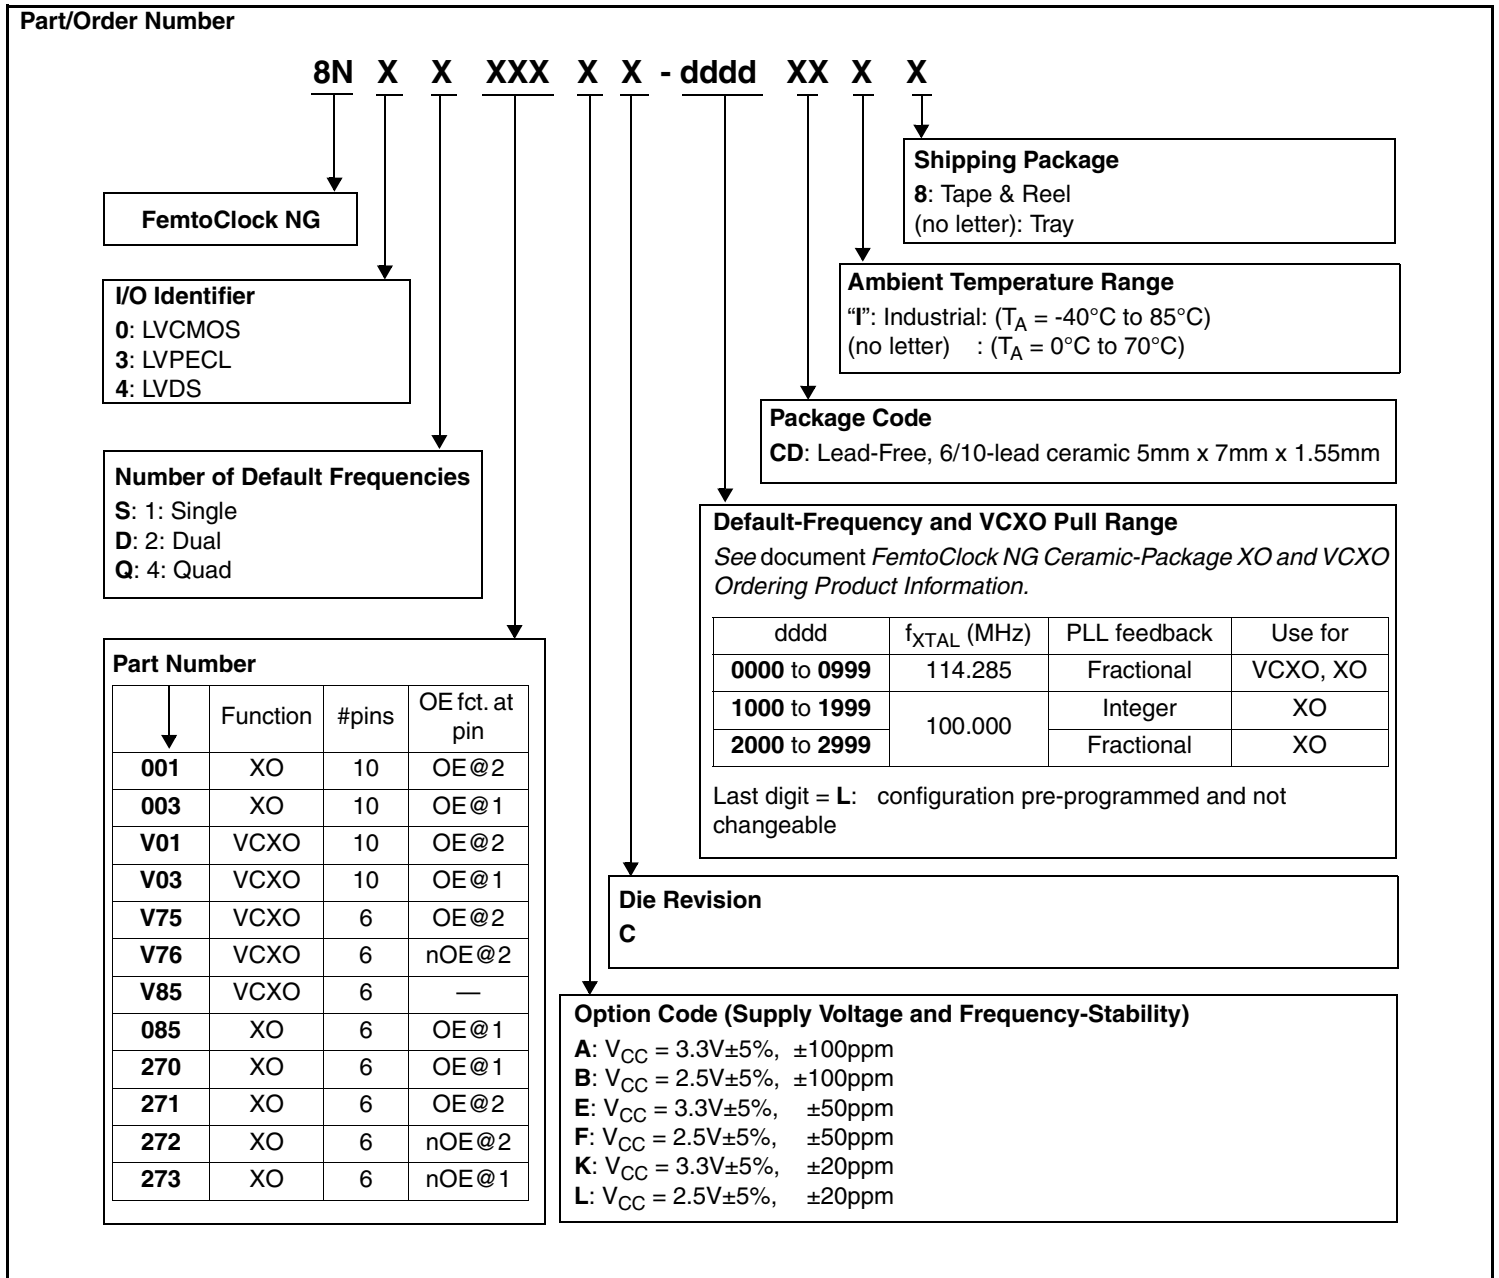 Part/Order Number
8N X X XXX X X - dddd XX X X
Shipping Package
8: Tape & Reel
(no letter): Tray
FemtoClock NG
Ambient Temperature Range
“I”: Industrial: (TA = -40°C to 85°C)
(no letter) : (TA = 0°C to 70°C)
I/O Identifier
0: LVCMOS
3: LVPECL
4: LVDS
Package Code
CD: Lead-Free, 6/10-lead ceramic 5mm x 7mm x 1.55mm
Number of Default Frequencies
S: 1: Single
D: 2: Dual
Q: 4: Quad
Default-Frequency and VCXO Pull Range
See document FemtoClock NG Ceramic-Package XO and VCXO
Ordering Product Information.
dddd fXTAL (MHz) PLL feedback Use for
0000 to 0999 114.285 Fractional VCXO, XO
1000 to 1999 100.000 Integer XO
2000 to 2999 Fractional XO
Last digit = L: configuration pre-programmed and not
changeable
Part Number
Function #pins OE fct. at
pin
001 XO 10 OE@2
003 XO 10 OE@1
V01 VCXO 10 OE@2
V03 VCXO 10 OE@1
V75 VCXO 6 OE@2
V76 VCXO 6 nOE@2
V85 VCXO 6 —
085 XO 6 OE@1
270 XO 6 OE@1
271 XO 6 OE@2
272 XO 6 nOE@2
273 XO 6 nOE@1
Die Revision
C
Option Code (Supply Voltage and Frequency-Stability)
A: VCC = 3.3V±5%, ±100ppm
B: VCC = 2.5V±5%, ±100ppm
E: VCC = 3.3V±5%, ±50ppm
F: VCC = 2.5V±5%, ±50ppm
K: VCC = 3.3V±5%, ±20ppm
L: VCC = 2.5V±5%, ±20ppm